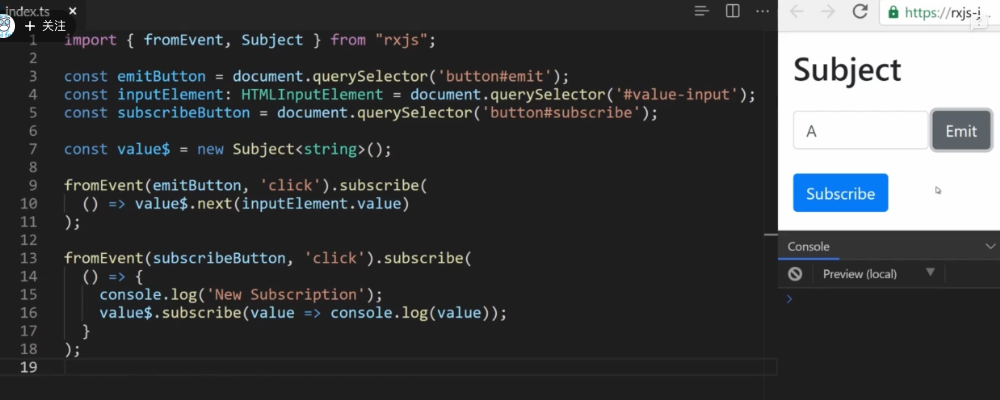 index.ts ×
+ 关注
1 import { fromEvent, Subject } from "rxjs";
2
3 const emitButton = document.querySelector('button#emit');
4 const inputElement: HTMLInputElement = document.querySelector('#value-input');
5 const subscribeButton = document.querySelector('button#subscribe');
6
7 const value$ = new Subject<string>();
8
9 fromEvent(emitButton, 'click').subscribe(
10 () => value$.next(inputElement.value)
11 );
12
13 fromEvent(subscribeButton, 'click').subscribe(
14 () => {
15 console.log('New Subscription');
16 value$.subscribe(value => console.log(value));
17 }
18 );
19
https://rxjs-i...
Subject
A Emit
Subscribe
Console
Preview (local)